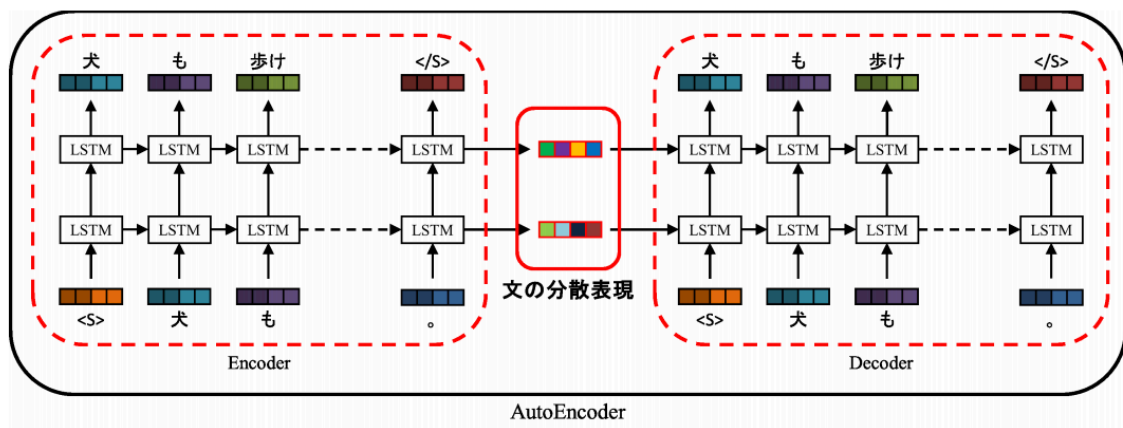 犬 も 歩け </S> 犬 も 歩け </S>
LSTM LSTM LSTM LSTM LSTM LSTM LSTM LSTM
LSTM LSTM LSTM LSTM LSTM LSTM LSTM LSTM
文の分散表現
<S> 犬 も 。 <S> 犬 も 。
Encoder Decoder
AutoEncoder